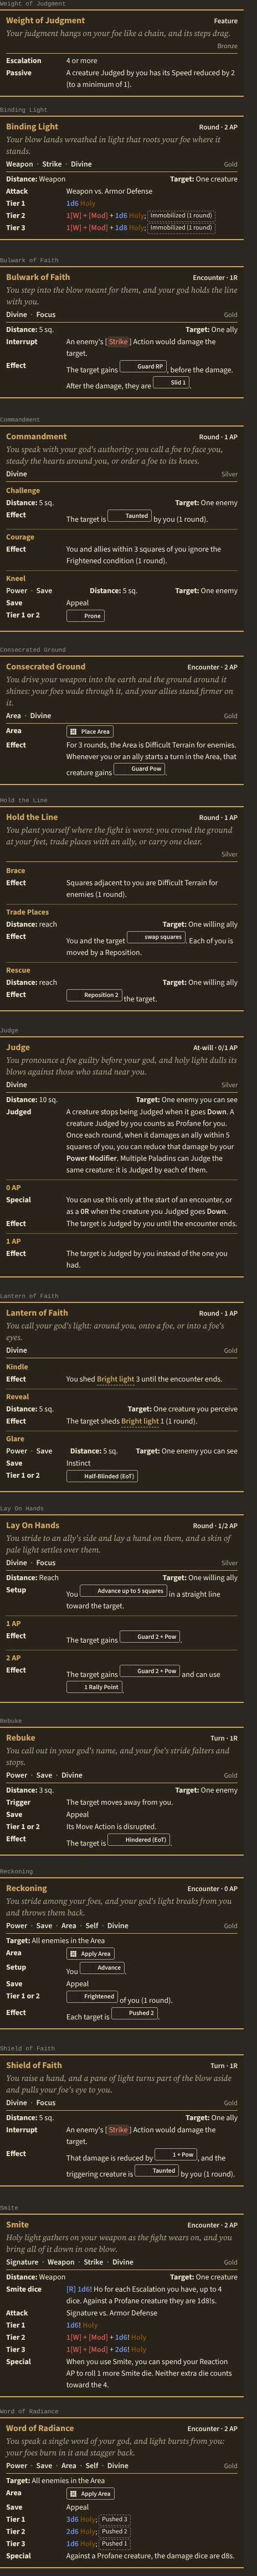 Weight of Judgment
Weight of Judgment Feature
Your judgment hangs on your foe like a chain, and its steps drag.
Bronze
Escalation 4 or more
Passive A creature Judged by you has its Speed reduced by 2
(to a minimum of 1).
Binding Light
Binding Light Round · 2 AP
Your blow lands wreathed in light that roots your foe where it
stands.
Weapon · Strike · Divine Gold
Distance: Weapon Target: One creature
Attack Weapon vs. Armor Defense
Tier 1 1d6 Holy
Tier 2 1[W] + [Mod] + 1d6 Holy; Immobilized (1 round)
Tier 3 1[W] + [Mod] + 1d8 Holy; Immobilized (1 round)
Bulwark of Faith
Bulwark of Faith Encounter · 1R
You step into the blow meant for them, and your god holds the line
with you.
Divine · Focus Gold
Distance: 5 sq. Target: One ally
Interrupt An enemy's [Strike] Action would damage the
target.
Effect The target gains Guard RP, before the damage.
After the damage, they are Slid 1.
Commandment
Commandment Round · 1 AP
You speak with your god's authority: you call a foe to face you,
steady the hearts around you, or order a foe to its knees.
Divine Silver
Challenge
Distance: 5 sq. Target: One enemy
Effect The target is Taunted by you (1 round).
Courage
Effect You and allies within 3 squares of you ignore the
Frightened condition (1 round).
Kneel
Power · Save Distance: 5 sq. Target: One enemy
Save Appeal
Tier 1 or 2 Prone
Consecrated Ground
Consecrated Ground Encounter · 2 AP
You drive your weapon into the earth and the ground around it
shines: your foes wade through it, and your allies stand firmer on
it.
Area · Divine Gold
Area Place Area
Effect For 3 rounds, the Area is Difficult Terrain for enemies.
Whenever you or an ally starts a turn in the Area, that
creature gains Guard Pow.
Hold the Line
Hold the Line Round · 1 AP
You plant yourself where the fight is worst: you crowd the ground
at your feet, trade places with an ally, or carry one clear.
Silver
Brace
Effect Squares adjacent to you are Difficult Terrain for
enemies (1 round).
Trade Places
Distance: reach Target: One willing ally
Effect You and the target swap squares. Each of you is
moved by a Reposition.
Rescue
Distance: reach Target: One willing ally
Effect Reposition 2 the target.
Judge
Judge At-will · 0/1 AP
You pronounce a foe guilty before your god, and holy light dulls its
blows against those who stand near you.
Divine Silver
Distance: 10 sq. Target: One enemy you can see
Judged A creature stops being Judged when it goes Down. A
creature Judged by you counts as Profane for you.
Once each round, when it damages an ally within 5
squares of you, you can reduce that damage by your
Power Modifier. Multiple Paladins can Judge the
same creature: it is Judged by each of them.
0 AP
Special You can use this only at the start of an encounter, or
as a 0R when the creature you Judged goes Down.
Effect The target is Judged by you until the encounter ends.
1 AP
Effect The target is Judged by you instead of the one you
had.
Lantern of Faith
Lantern of Faith Round · 1 AP
You call your god's light: around you, onto a foe, or into a foe's
eyes.
Divine Gold
Kindle
Effect You shed Bright light 3 until the encounter ends.
Reveal
Distance: 5 sq. Target: One creature you perceive
Effect The target sheds Bright light 1 (1 round).
Glare
Power · Save Distance: 5 sq. Target: One enemy you can see
Save Instinct
Tier 1 or 2 Half-Blinded (EoT)
Lay On Hands
Lay On Hands Round · 1/2 AP
You stride to an ally's side and lay a hand on them, and a skin of
pale light settles over them.
Divine · Focus Silver
Distance: Reach Target: One willing ally
Setup You Advance up to 5 squares in a straight line
toward the target.
1 AP
Effect The target gains Guard 2 + Pow.
2 AP
Effect The target gains Guard 2 + Pow and can use
1 Rally Point.
Rebuke
Rebuke Turn · 1R
You call out in your god's name, and your foe's stride falters and
stops.
Power · Save · Divine Gold
Distance: 3 sq. Target: One enemy
Trigger The target moves away from you.
Save Appeal
Tier 1 or 2 Its Move Action is disrupted.
Effect The target is Hindered (EoT).
Reckoning
Reckoning Encounter · 0 AP
You stride among your foes, and your god's light breaks from you
and throws them back.
Power · Save · Area · Self · Divine Gold
Target: All enemies in the Area
Area Apply Area
Setup You Advance.
Save Appeal
Tier 1 or 2 Frightened of you (1 round).
Effect Each target is Pushed 2.
Shield of Faith
Shield of Faith Turn · 1R
You raise a hand, and a pane of light turns part of the blow aside
and pulls your foe's eye to you.
Divine · Focus Gold
Distance: 5 sq. Target: One ally
Interrupt An enemy's [Strike] Action would damage the
target.
Effect That damage is reduced by 1 + Pow, and the
triggering creature is Taunted by you (1 round).
Smite
Smite Encounter · 2 AP
Holy light gathers on your weapon as the fight wears on, and you
bring all of it down in one blow.
Signature · Weapon · Strike · Divine Gold
Distance: Weapon Target: One creature
Smite dice [R] 1d6! Ho for each Escalation you have, up to 4
dice. Against a Profane creature they are 1d8!s.
Attack Signature vs. Armor Defense
Tier 1 1d6! Holy
Tier 2 1[W] + [Mod] + 1d6! Holy
Tier 3 1[W] + [Mod] + 2d6! Holy
Special When you use Smite, you can spend your Reaction
AP to roll 1 more Smite die. Neither extra die counts
toward the 4.
Word of Radiance
Word of Radiance Encounter · 2 AP
You speak a single word of your god, and light bursts from you:
your foes burn in it and stagger back.
Power · Save · Area · Self · Divine Gold
Target: All enemies in the Area
Area Apply Area
Save Appeal
Tier 1 3d6 Holy; Pushed 3
Tier 2 2d6 Holy; Pushed 2
Tier 3 1d6 Holy; Pushed 1
Special Against a Profane creature, the damage dice are d8s.